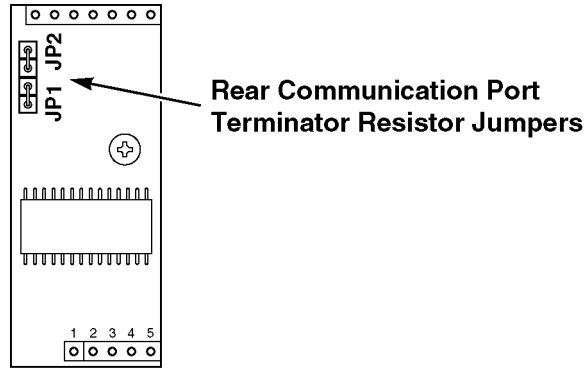 JP2
JP1
Rear Communication Port
Terminator Resistor Jumpers
1 2 3 4 5